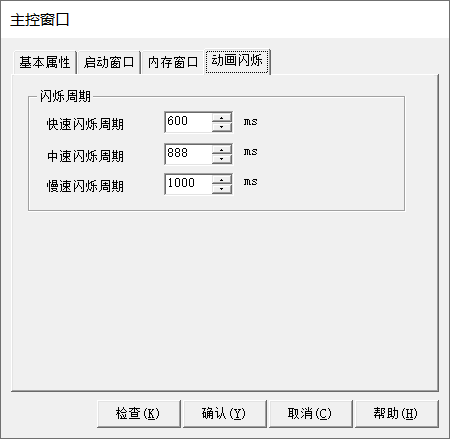 主控窗口
基本属性 启动窗口 内存窗口 动画闪烁
闪烁周期
快速闪烁周期 600 ms
中速闪烁周期 888 ms
慢速闪烁周期 1000 ms
检查(K) 确认(Y) 取消(C) 帮助(H)